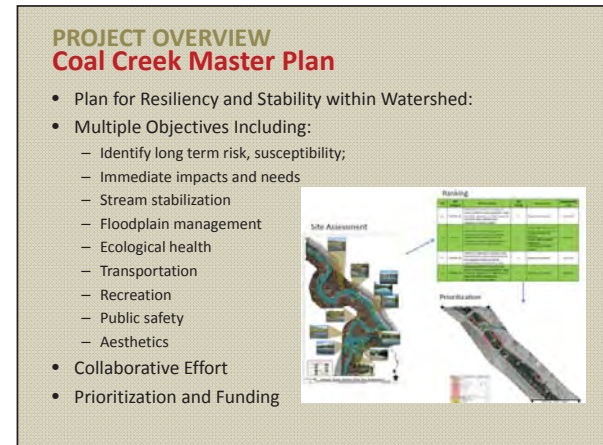 PROJECT OVERVIEW
Coal Creek Master Plan
• Plan for Resiliency and Stability within Watershed:
• Multiple Objectives Including:
– Identify long term risk, susceptibility;
– Immediate impacts and needs
– Stream stabilization
– Floodplain management
– Ecological health
– Transportation
– Recreation
– Public safety
– Aesthetics
• Collaborative Effort
• Prioritization and Funding
Site Assessment
Ranking
Prioritization